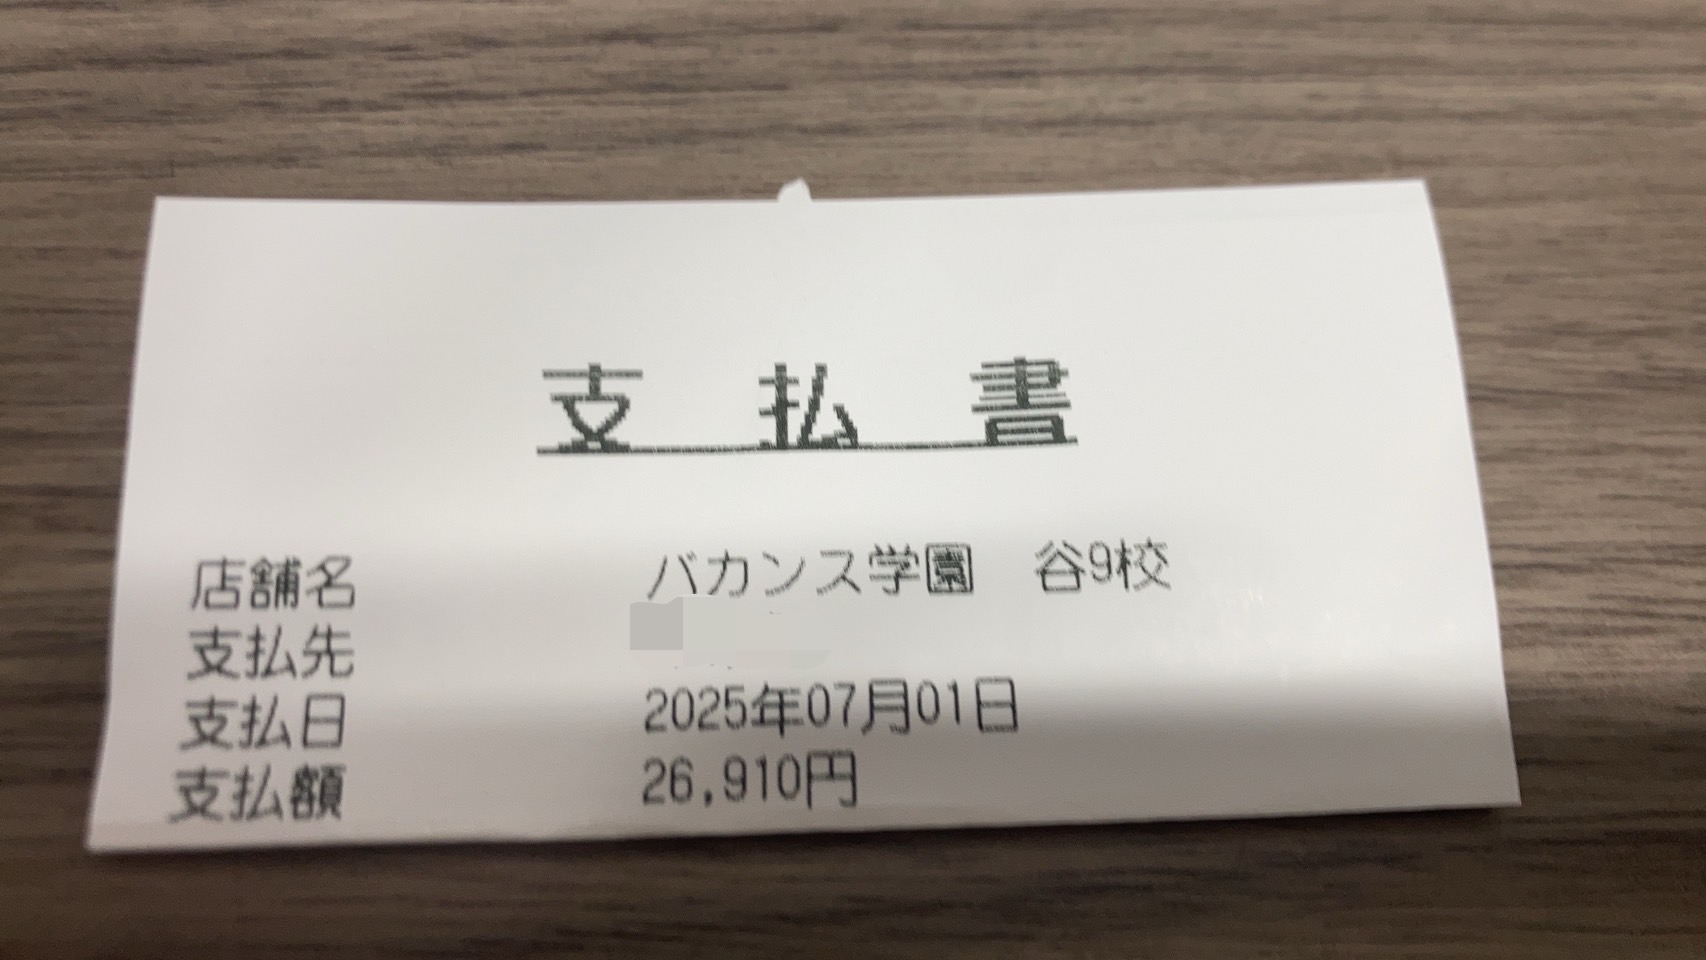 支払書
店舗名 バカンス学園 谷9校
支払先
支払日 2025年07月01日
支払額 26,910円